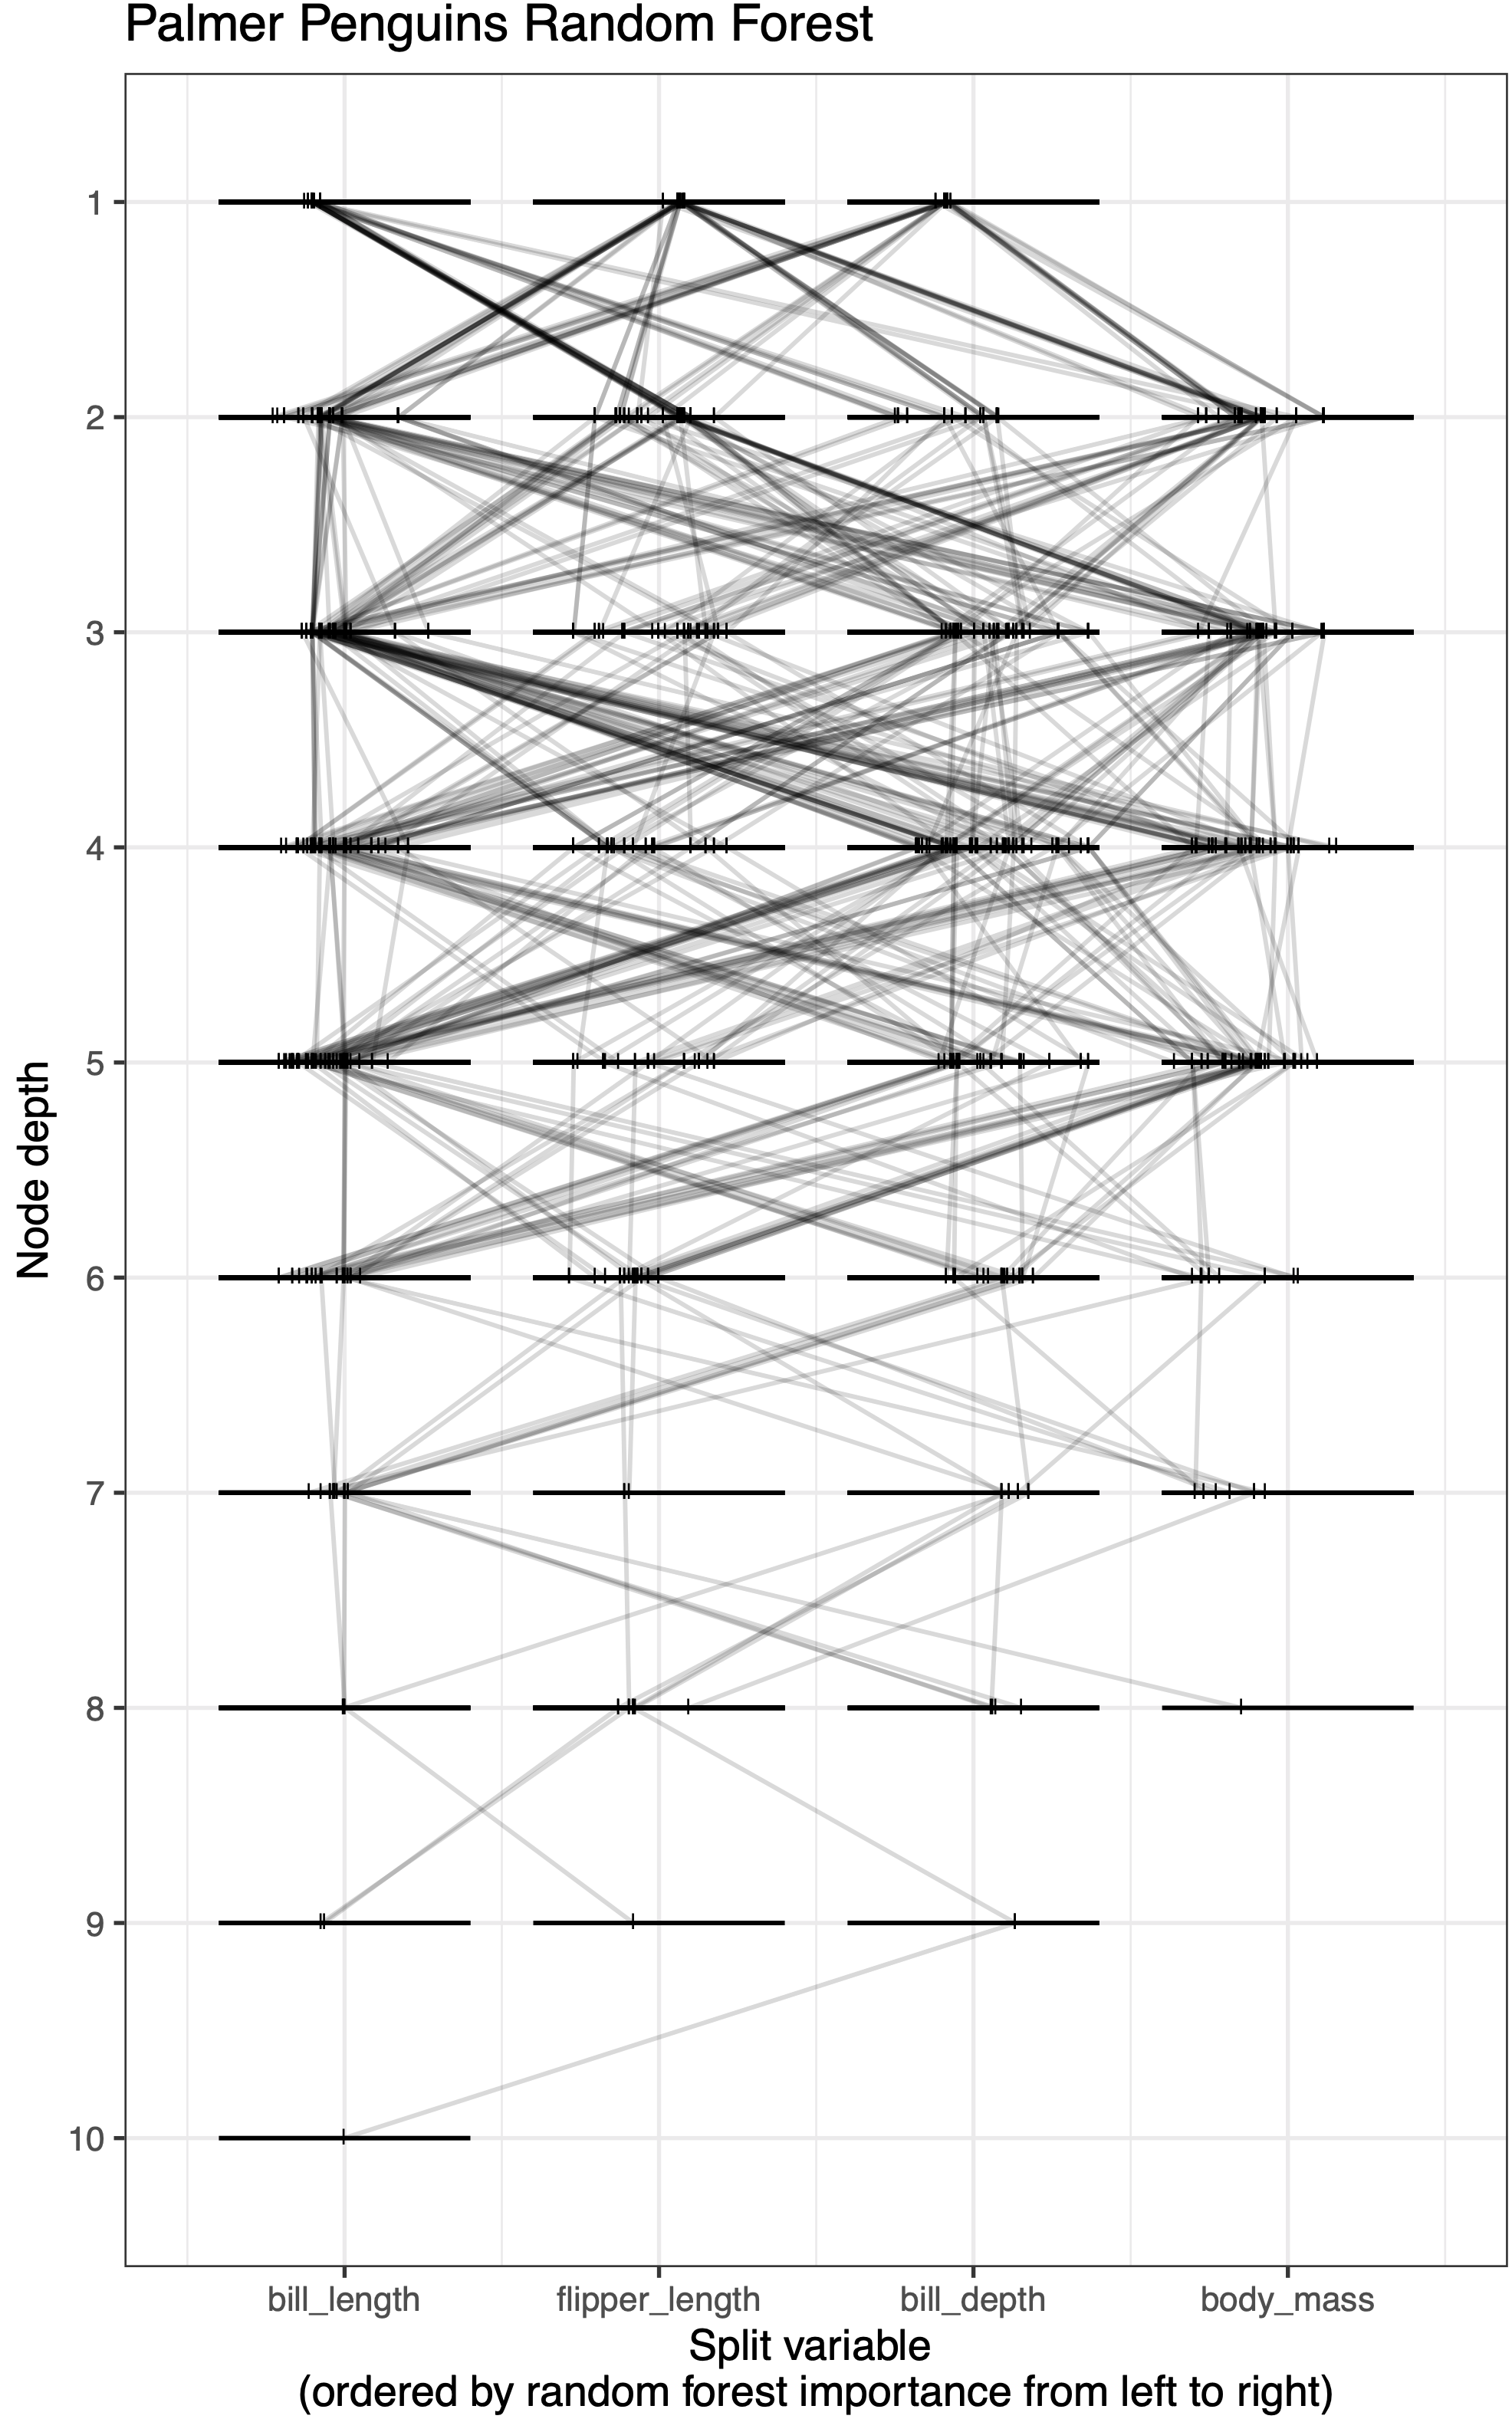 Palmer Penguins Random Forest
Node depth
1
2
3
4
5
6
7
8
9
10
bill_length flipper_length bill_depth body_mass
Split variable
(ordered by random forest importance from left to right)